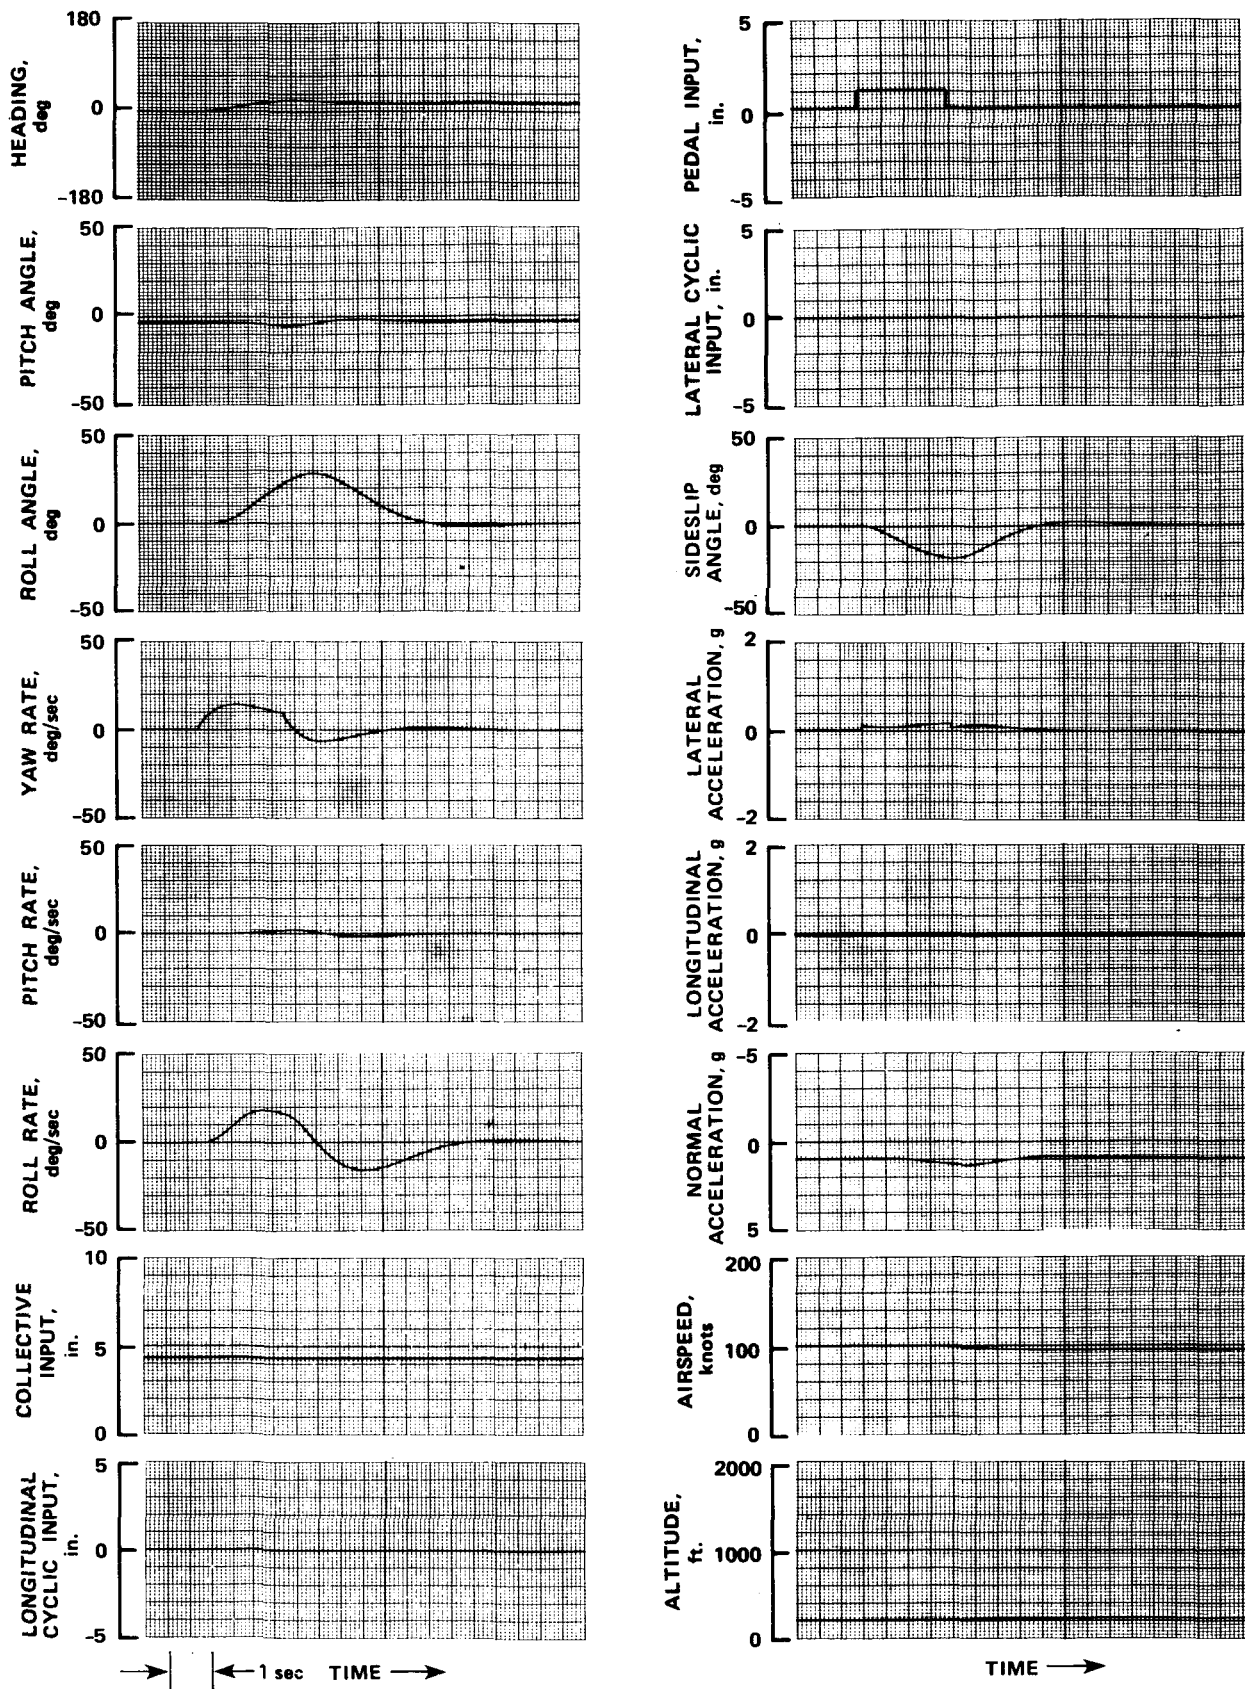 180
HEADING,
deg
0
-180
50
PITCH ANGLE,
deg
0
-50
50
ROLL ANGLE,
deg
0
-50
50
YAW RATE,
deg/sec
0
-50
50
PITCH RATE,
deg/sec
0
-50
50
ROLL RATE,
deg/sec
0
-50
10
COLLECTIVE
INPUT,
in.
5
0
5
LONGITUDINAL
CYCLIC INPUT,
in.
0
-5
1 sec TIME
5
PEDAL INPUT,
in.
0
-5
5
LATERAL CYCLIC
INPUT, in.
0
-5
50
SIDESLIP
ANGLE, deg
0
-50
2
LATERAL
ACCELERATION, g
0
-2
2
LONGITUDINAL
ACCELERATION, g
0
-2
-5
NORMAL
ACCELERATION, g
0
5
200
AIRSPEED,
knots
100
0
2000
ALTITUDE,
ft.
1000
0
TIME